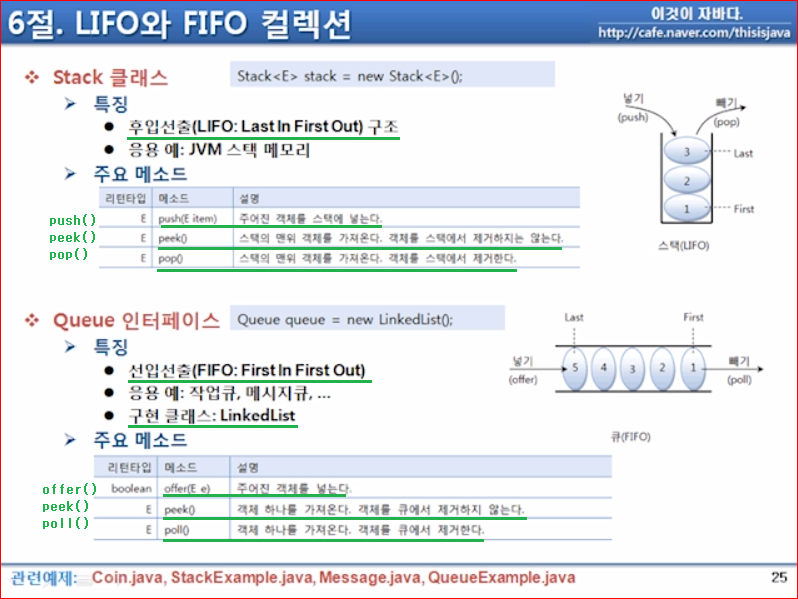 6절. LIFO와 FIFO 컬렉션
이것이 자바다.
http://cafe.naver.com/thisisjava
❖ Stack 클래스
Stack<E> stack = new Stack<E>();
➢ 특징
● 후입선출(LIFO: Last In First Out) 구조
● 응용 예: JVM 스택 메모리
➢ 주요 메소드
리턴타입 메소드 설명
push() E push(E item) 주어진 객체를 스택에 넣는다.
peek() E peek() 스택의 맨위 객체를 가져온다. 객체를 스택에서 제거하지는 않는다.
pop() E pop() 스택의 맨위 객체를 가져온다. 객체를 스택에서 제거한다.
넣기 빼기
(push) (pop)
3 Last
2
1 First
스택(LIFO)
❖ Queue 인터페이스
Queue queue = new LinkedList();
➢ 특징
● 선입선출(FIFO: First In First Out)
● 응용 예: 작업큐, 메시지큐, ...
● 구현 클래스: LinkedList
➢ 주요 메소드
리턴타입 메소드 설명
offer() boolean offer(E e) 주어진 객체를 넣는다.
peek() E peek() 객체 하나를 가져온다. 객체를 큐에서 제거하지 않는다.
poll() E poll() 객체 하나를 가져온다. 객체를 큐에서 제거한다.
Last First
넣기 5 4 3 2 1 빼기
(offer) (poll)
큐(FIFO)
관련예제: Coin.java, StackExample.java, Message.java, QueueExample.java
25